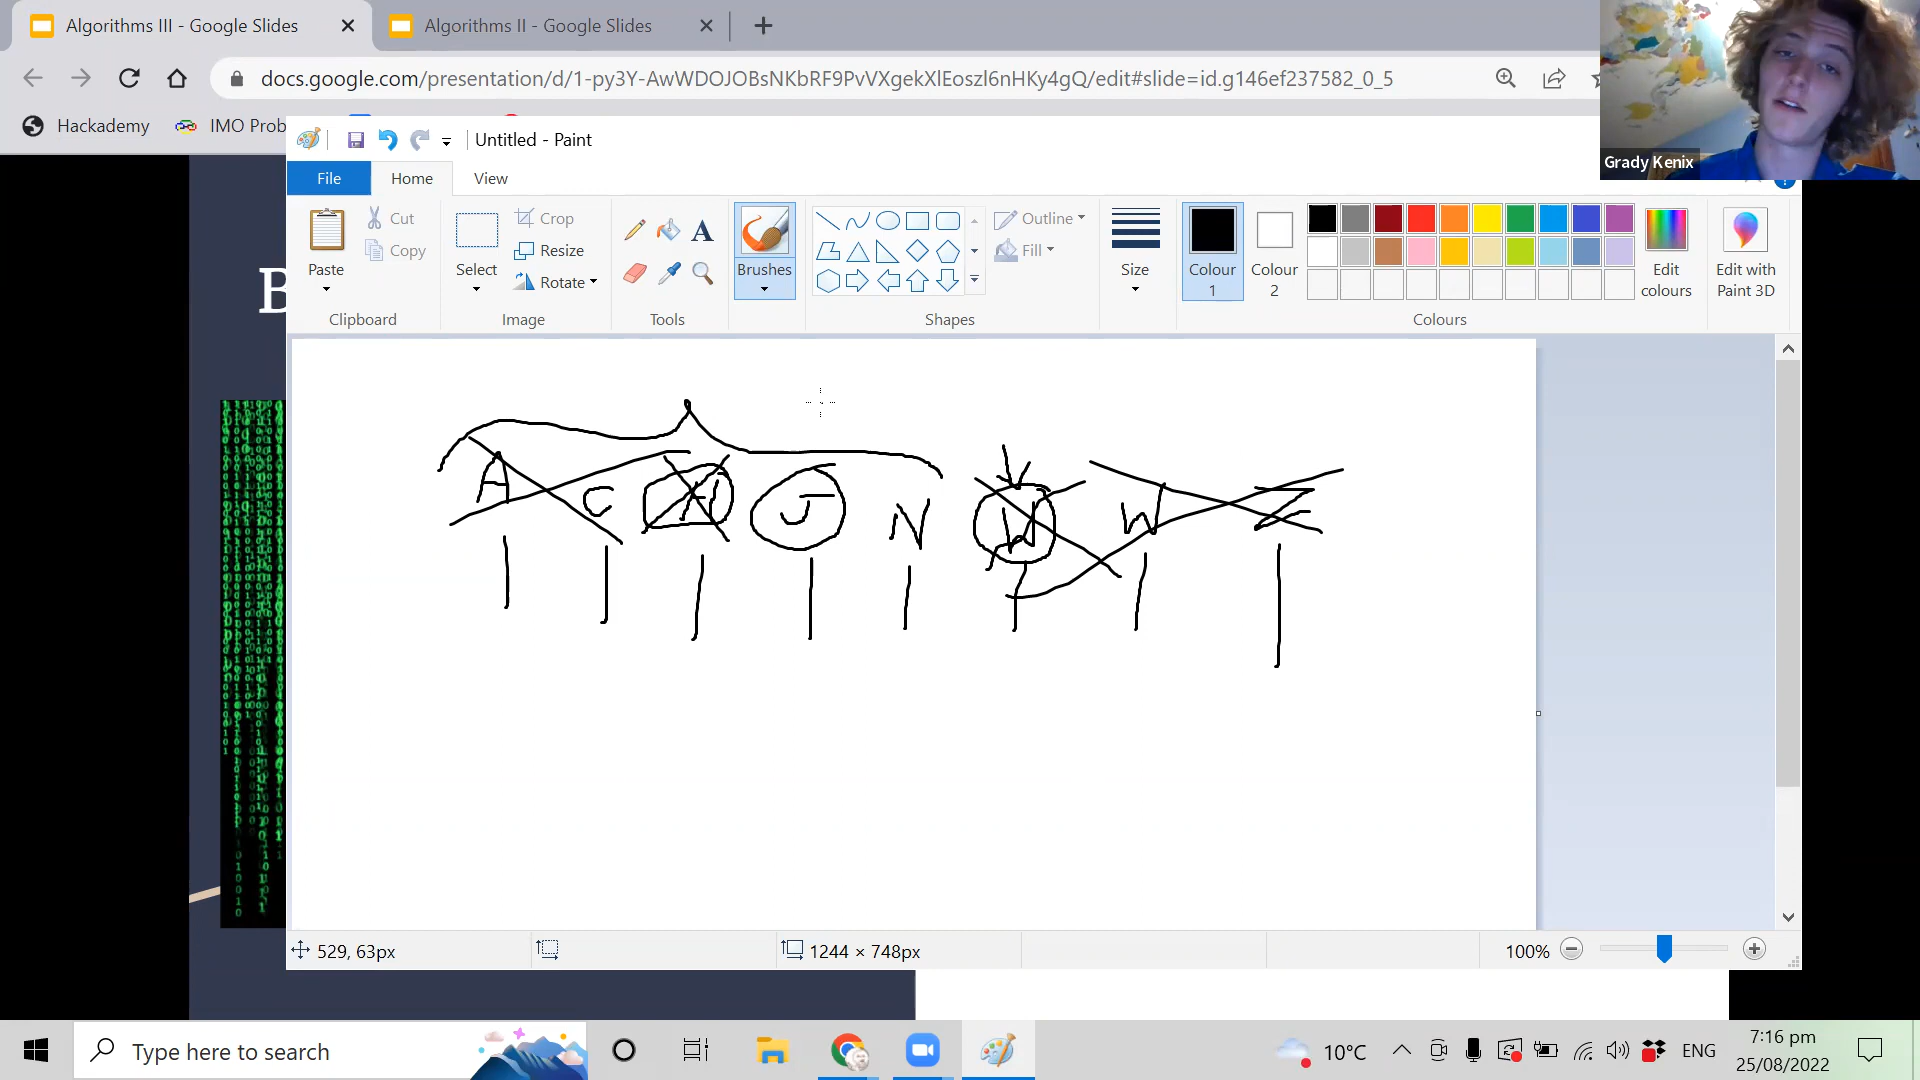 Algorithms III - Google Slides
Algorithms II - Google Slides
docs.google.com/presentation/d/1-py3Y-AwWDOJOBsNKbRF9PvVXgekXlEoszl6nHKy4gQ/edit#slide=id.g146ef237582_0_5
Hackademy
IMO Prob
Grady Kenix
Untitled - Paint
File
Home
View
Paste
Cut
Copy
Select
Crop
Resize
Rotate
Brushes
Outline
Fill
Size
Colour 1
Colour 2
Edit colours
Edit with Paint 3D
Clipboard
Image
Tools
Shapes
Colours
B
A C J N W Z
529, 63px
1244 × 748px
100%
Type here to search
10°C
ENG
7:16 pm
25/08/2022